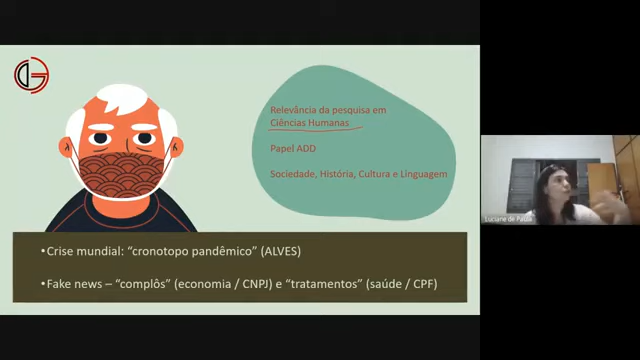 Relevância da pesquisa em
Ciências Humanas
Papel ADD
Sociedade, História, Cultura e Linguagem
•Crise mundial: “cronotopo pandêmico” (ALVES)
•Fake news – “complôs” (economia / CNPJ) e “tratamentos” (saúde / CPF)
Luciane de Paula